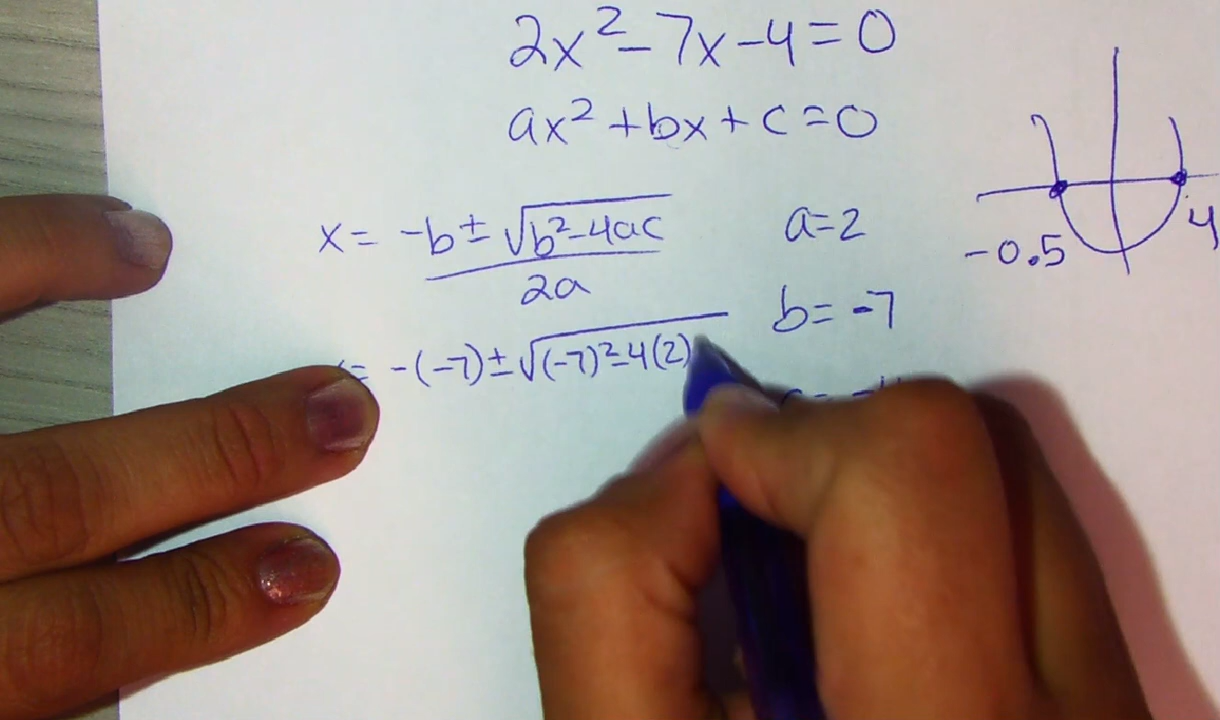 2x²-7x-4=0
ax²+bx+c=0
x= -b±√b²-4ac
2a
a=2
b= -7
-0.5
4
= -(-7)±√(-7)²-4(2)